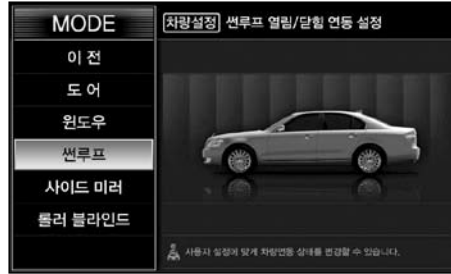 MODE
[차량설정] 썬루프 열림/닫힘 연동 설정
이 전
도 어
윈도우
썬루프
사이드 미러
롤러 블라인드
사용자 설정에 맞게 차량연동 상태를 변경할 수 있습니다.